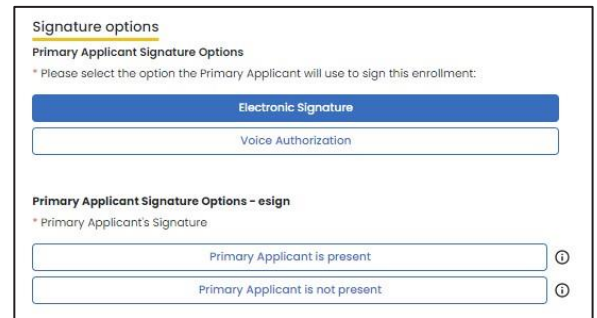 Signature options
Primary Applicant Signature Options
* Please select the option the Primary Applicant will use to sign this enrollment:
Electronic Signature
Voice Authorization
Primary Applicant Signature Options - esign
* Primary Applicant's Signature
Primary Applicant is present
Primary Applicant is not present